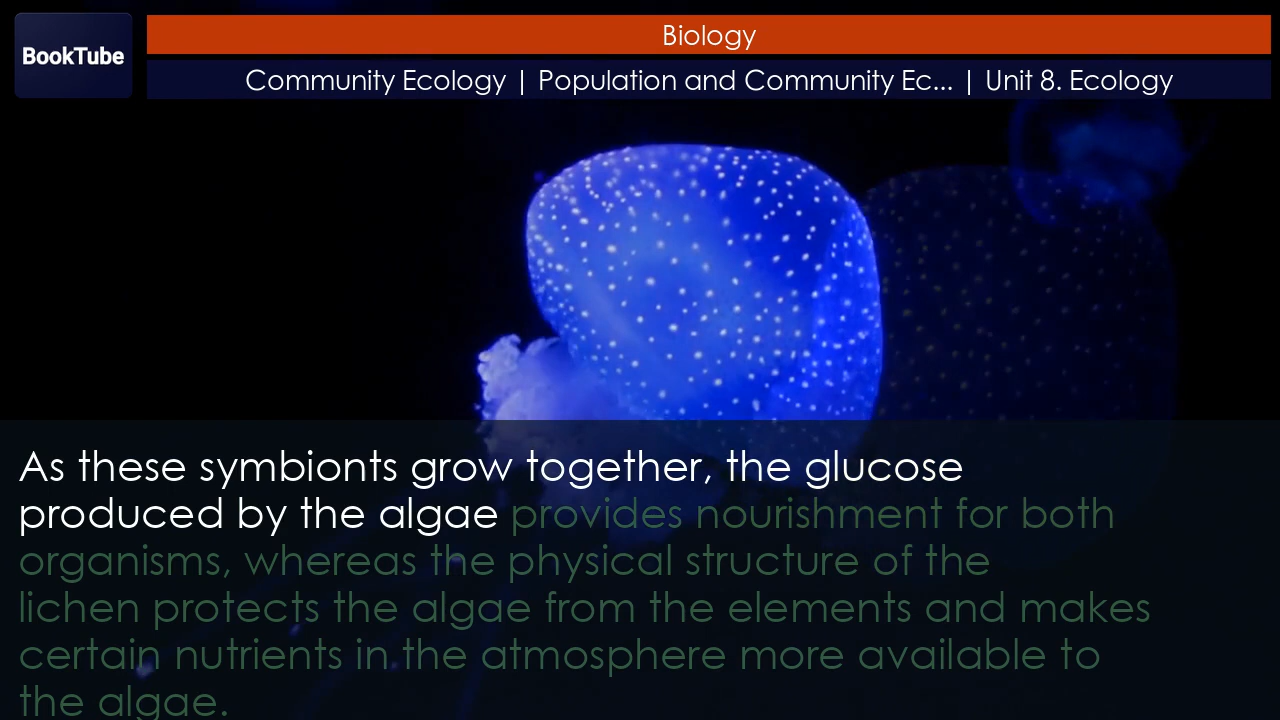 BookTube
Biology
Community Ecology | Population and Community Ec... | Unit 8. Ecology
As these symbionts grow together, the glucose
produced by the algae provides nourishment for both
organisms, whereas the physical structure of the
lichen protects the algae from the elements and makes
certain nutrients in the atmosphere more available to
the algae.